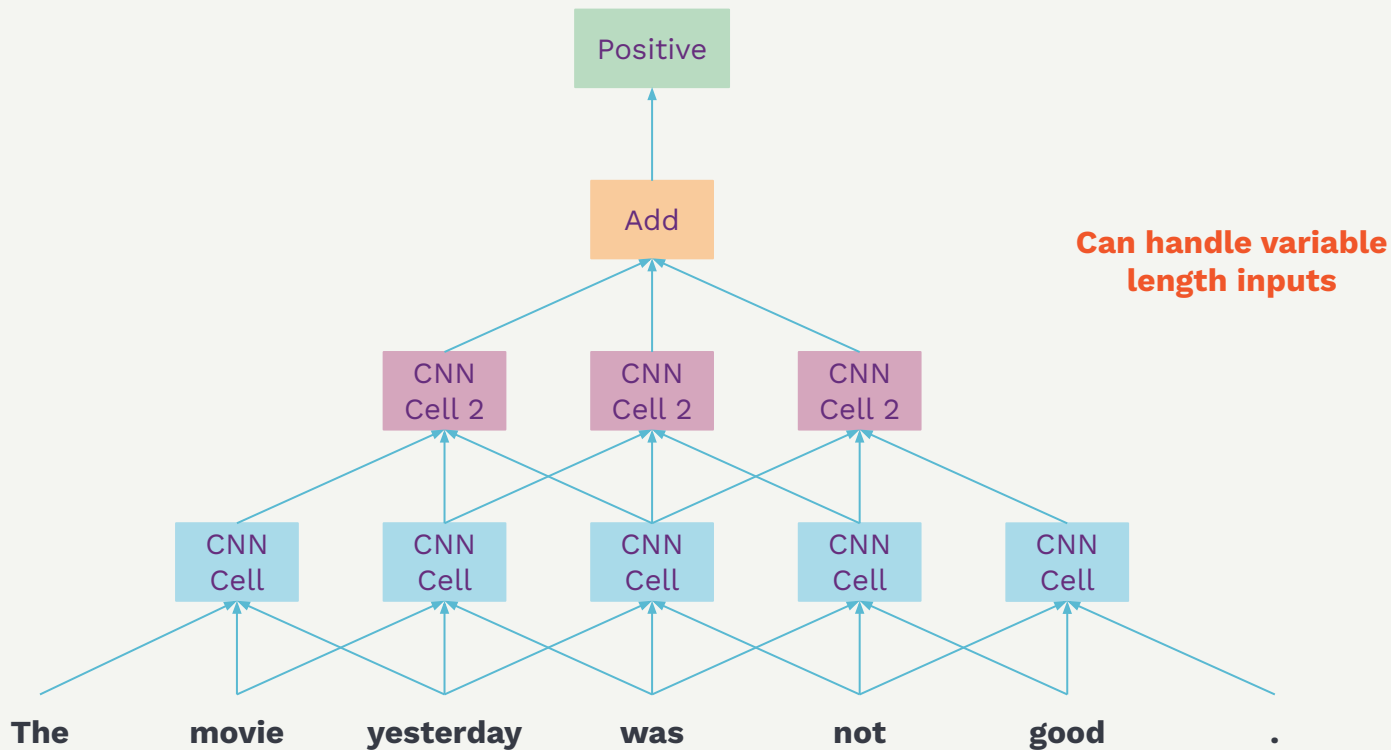 Positive
Add
Can handle variable
length inputs
CNN
Cell 2
CNN
Cell 2
CNN
Cell 2
CNN
Cell
CNN
Cell
CNN
Cell
CNN
Cell
CNN
Cell
The movie yesterday was not good .